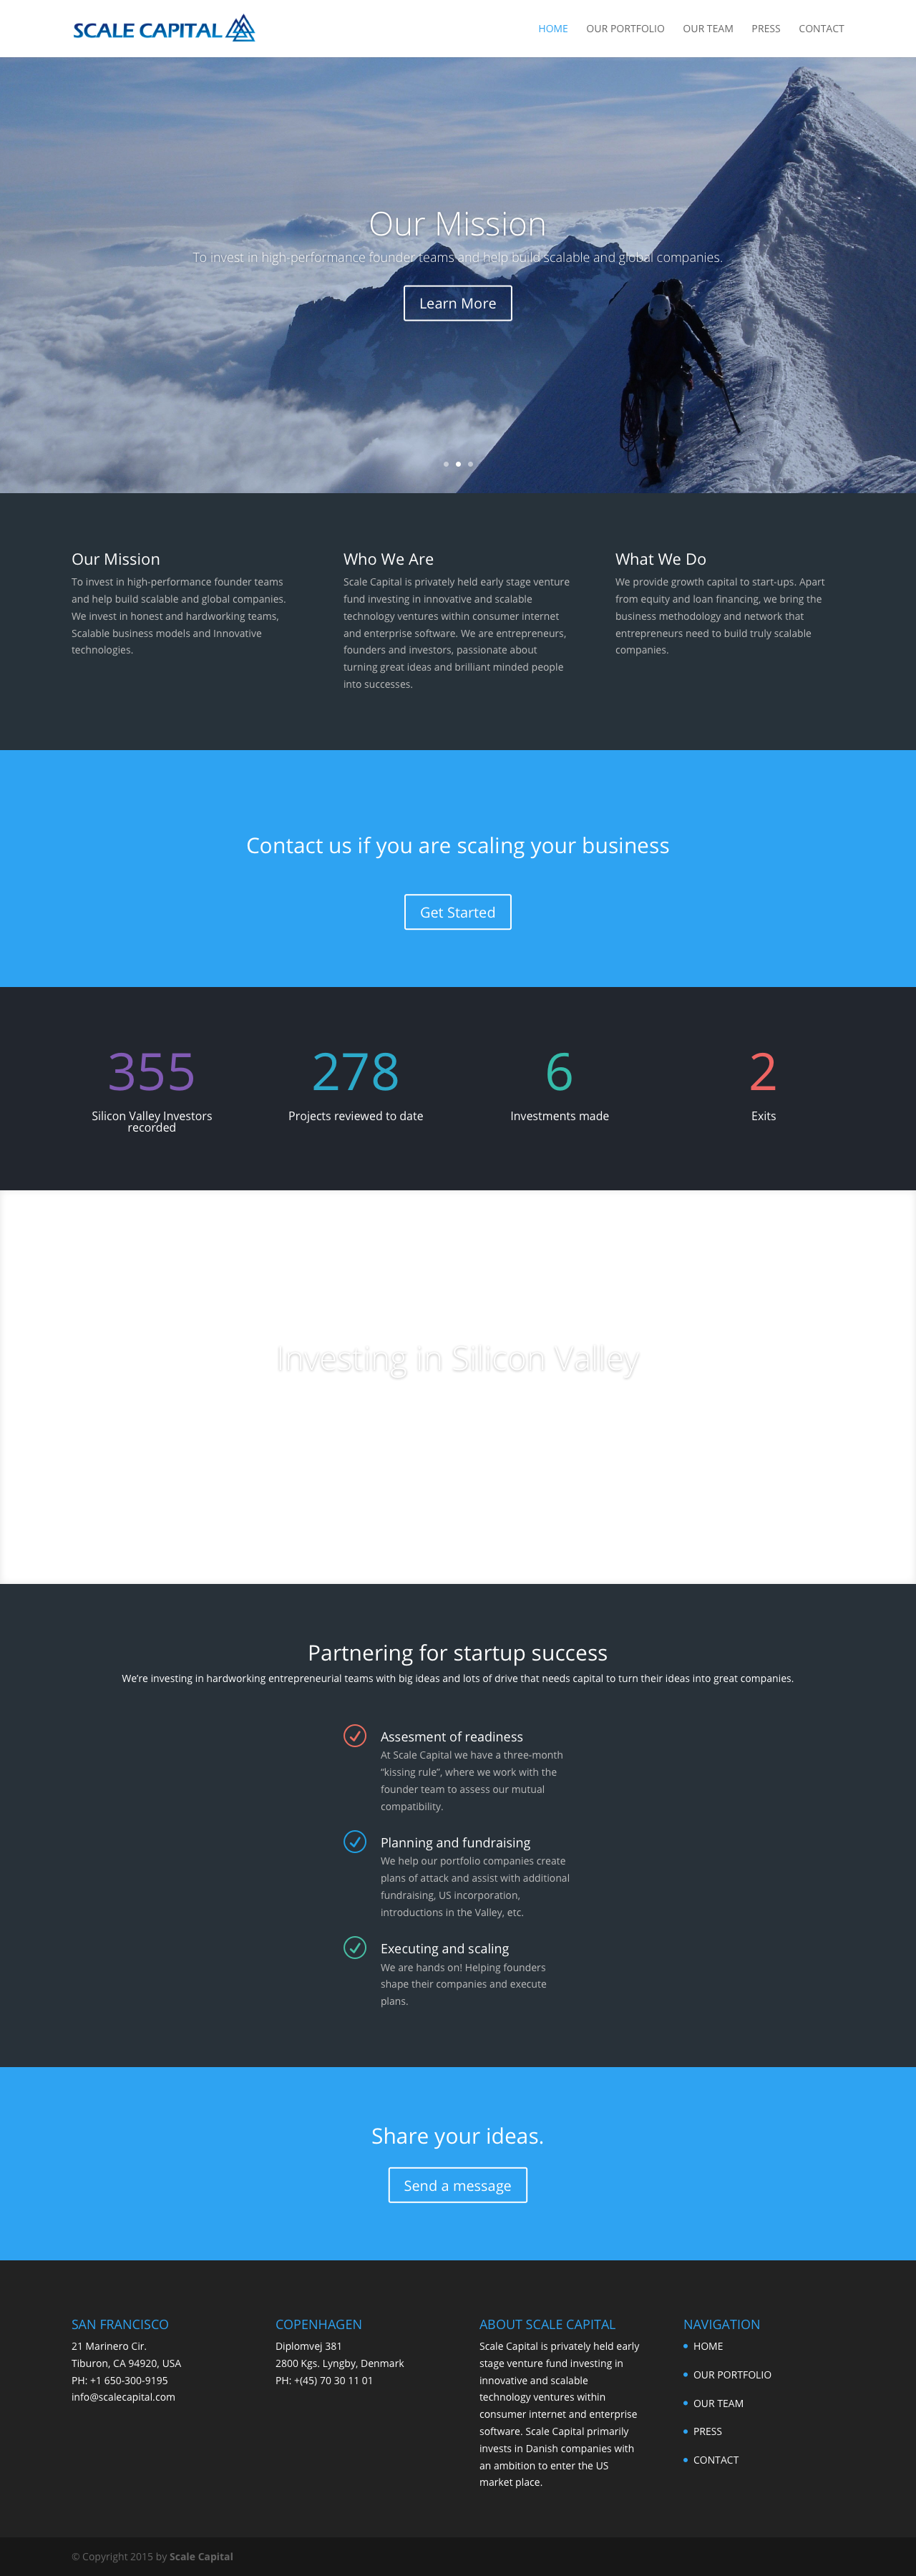 SCALE CAPITAL
HOME
OUR PORTFOLIO
OUR TEAM
PRESS
CONTACT
Our Mission
To invest in high-performance founder teams and help build scalable and global companies.
Learn More
Our Mission
To invest in high-performance founder teams
and help build scalable and global companies.
We invest in honest and hardworking teams,
Scalable business models and Innovative
technologies.
Who We Are
Scale Capital is privately held early stage venture
fund investing in innovative and scalable
technology ventures within consumer internet
and enterprise software. We are entrepreneurs,
founders and investors, passionate about
turning great ideas and brilliant minded people
into successes.
What We Do
We provide growth capital to start-ups. Apart
from equity and loan financing, we bring the
business methodology and network that
entrepreneurs need to build truly scalable
companies.
Contact us if you are scaling your business
Get Started
355
Silicon Valley Investors
recorded
278
Projects reviewed to date
6
Investments made
2
Exits
Investing in Silicon Valley
Partnering for startup success
We’re investing in hardworking entrepreneurial teams with big ideas and lots of drive that needs capital to turn their ideas into great companies.
Assesment of readiness
At Scale Capital we have a three-month
“kissing rule”, where we work with the
founder team to assess our mutual
compatibility.
Planning and fundraising
We help our portfolio companies create
plans of attack and assist with additional
fundraising, US incorporation,
introductions in the Valley, etc.
Executing and scaling
We are hands on! Helping founders
shape their companies and execute
plans.
Share your ideas.
Send a message
SAN FRANCISCO
21 Marinero Cir.
Tiburon, CA 94920, USA
PH: +1 650-300-9195
info@scalecapital.com
COPENHAGEN
Diplomvej 381
2800 Kgs. Lyngby, Denmark
PH: +(45) 70 30 11 01
ABOUT SCALE CAPITAL
Scale Capital is privately held early
stage venture fund investing in
innovative and scalable
technology ventures within
consumer internet and enterprise
software. Scale Capital primarily
invests in Danish companies with
an ambition to enter the US
market place.
NAVIGATION
HOME
OUR PORTFOLIO
OUR TEAM
PRESS
CONTACT
© Copyright 2015 by Scale Capital